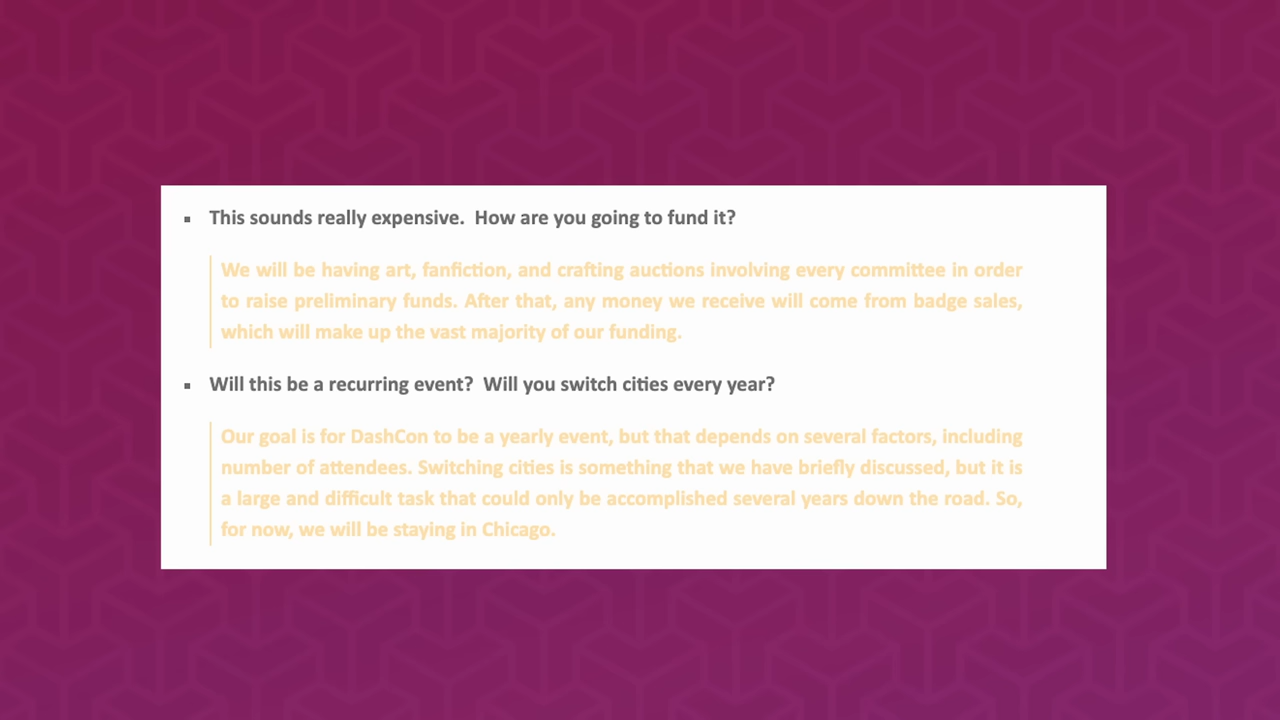 ▪ This sounds really expensive.  How are you going to fund it?
We will be having art, fanfiction, and crafting auctions involving every committee in order
to raise preliminary funds. After that, any money we receive will come from badge sales,
which will make up the vast majority of our funding.
▪ Will this be a recurring event?  Will you switch cities every year?
Our goal is for DashCon to be a yearly event, but that depends on several factors, including
number of attendees. Switching cities is something that we have briefly discussed, but it is
a large and difficult task that could only be accomplished several years down the road. So,
for now, we will be staying in Chicago.